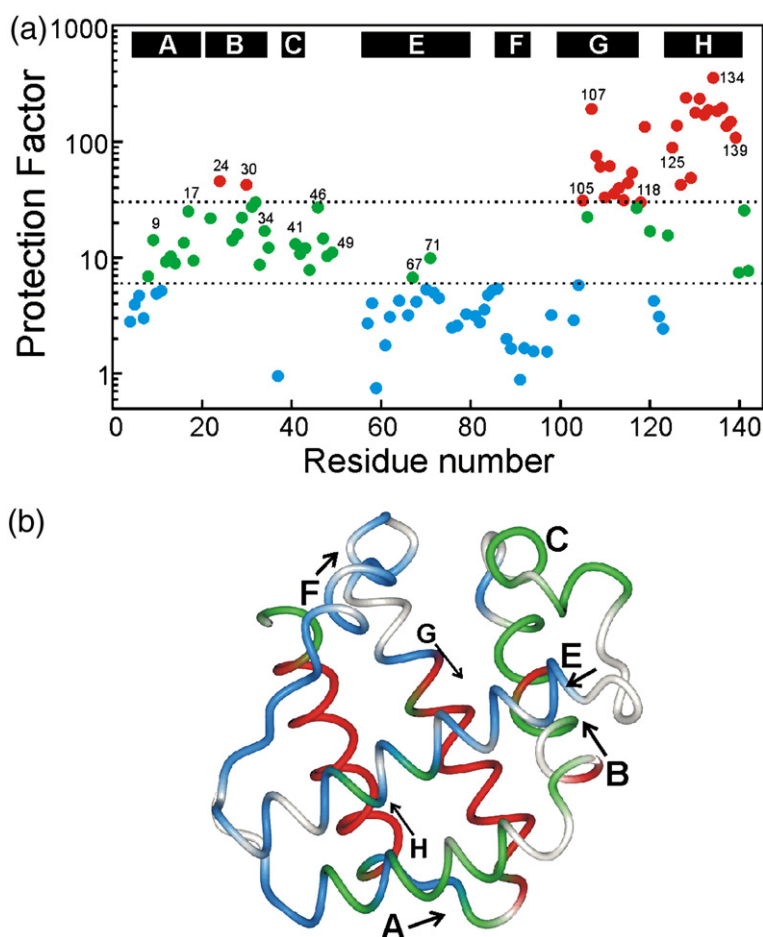 (a)
1000
A B C E F G H
107
134
24 30
100
125
139
17
105
118
46
9
34
41
49
71
67
10
1
Protection Factor
0 20 40 60 80 100 120 140
Residue number
(b)
C
F
G
E
B
H
A